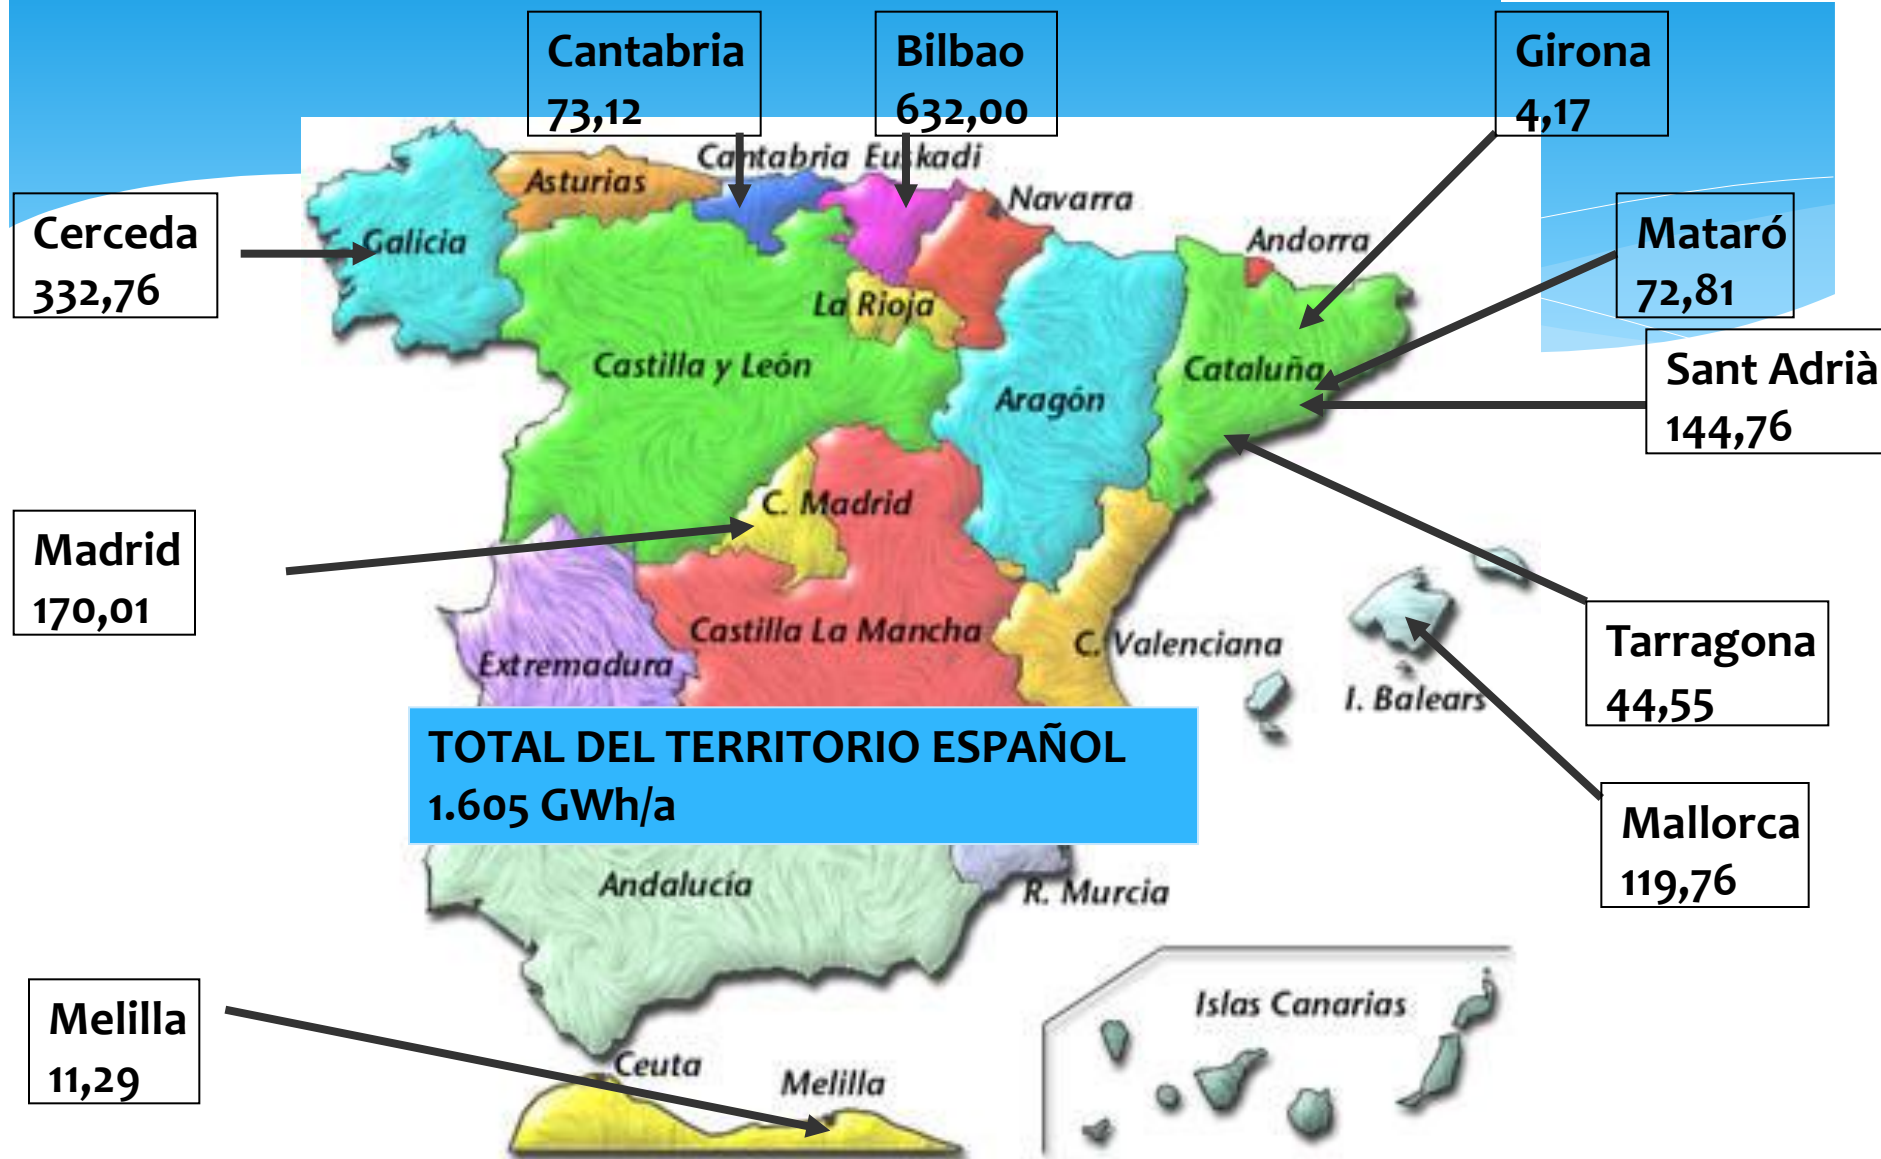 Cantabria
73,12
Bilbao
632,00
Girona
4,17
Cerceda
332,76
Mataró
72,81
Sant Adrià
144,76
Madrid
170,01
Tarragona
44,55
Mallorca
119,76
Melilla
11,29
TOTAL DEL TERRITORIO ESPAÑOL
1.605 GWh/a
Galicia
Asturias
Cantabria
Euskadi
Navarra
Andorra
La Rioja
Castilla y León
Aragón
Cataluña
C. Madrid
Castilla La Mancha
Extremadura
C. Valenciana
I. Balears
Andalucía
R. Murcia
Islas Canarias
Ceuta
Melilla